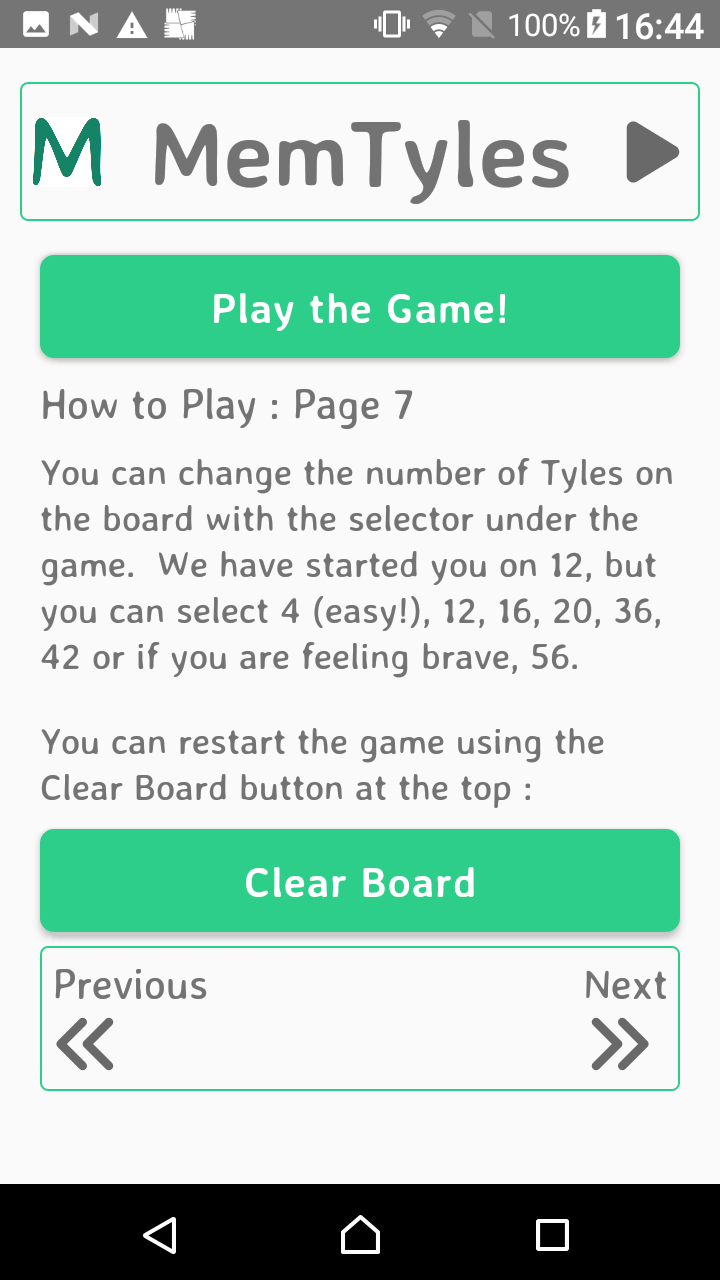 100% 16:44
M MemTyles
Play the Game!
How to Play : Page 7
You can change the number of Tyles on
the board with the selector under the
game.  We have started you on 12, but
you can select 4 (easy!), 12, 16, 20, 36,
42 or if you are feeling brave, 56.
You can restart the game using the
Clear Board button at the top :
Clear Board
Previous Next